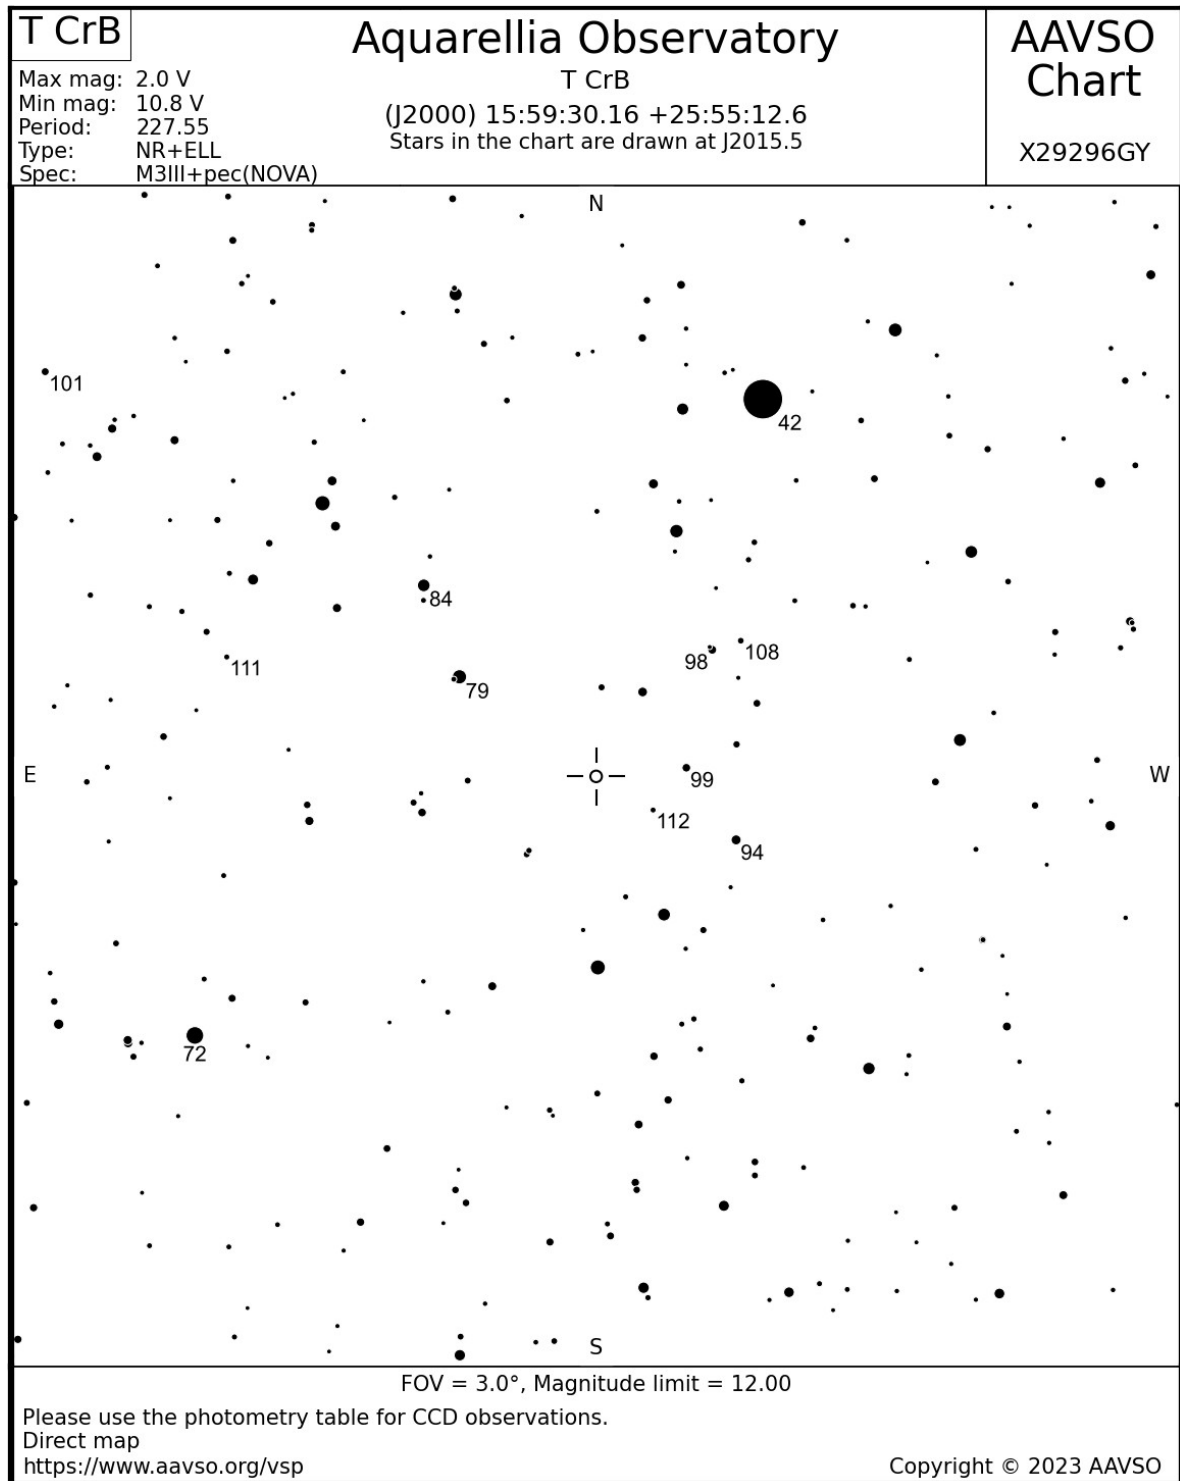 T CrB
Max mag: 2.0 V
Min mag: 10.8 V
Period: 227.55
Type: NR+ELL
Spec: M3III+pec(NOVA)
Aquarellia Observatory
T CrB
(J2000) 15:59:30.16 +25:55:12.6
Stars in the chart are drawn at J2015.5
AAVSO
Chart
X29296GY
N
101
42
84
98
108
111
79
E
W
99
112
94
72
S
FOV = 3.0°, Magnitude limit = 12.00
Please use the photometry table for CCD observations.
Direct map
https://www.aavso.org/vsp
Copyright © 2023 AAVSO